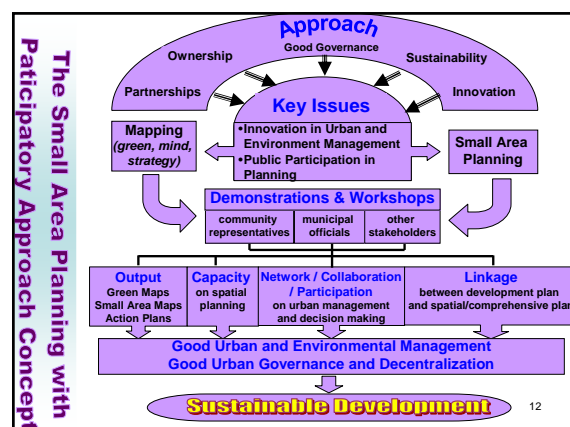 The Small Area Planning with
Paticipatory Approach Concept
Approach
Good Governance
Ownership
Sustainability
Partnerships
Innovation
Key Issues
•Innovation in Urban and
Environment Management
•Public Participation in
Planning
Mapping
(green, mind,
strategy)
Small Area
Planning
Demonstrations & Workshops
community
representatives
municipal
officials
other
stakeholders
Output
Green Maps
Small Area Maps
Action Plans
Capacity
on spatial
planning
Network / Collaboration
/ Participation
on urban management
and decision making
Linkage
between development plan
and spatial/comprehensive plan
Good Urban and Environmental Management
Good Urban Governance and Decentralization
Sustainable Development
12